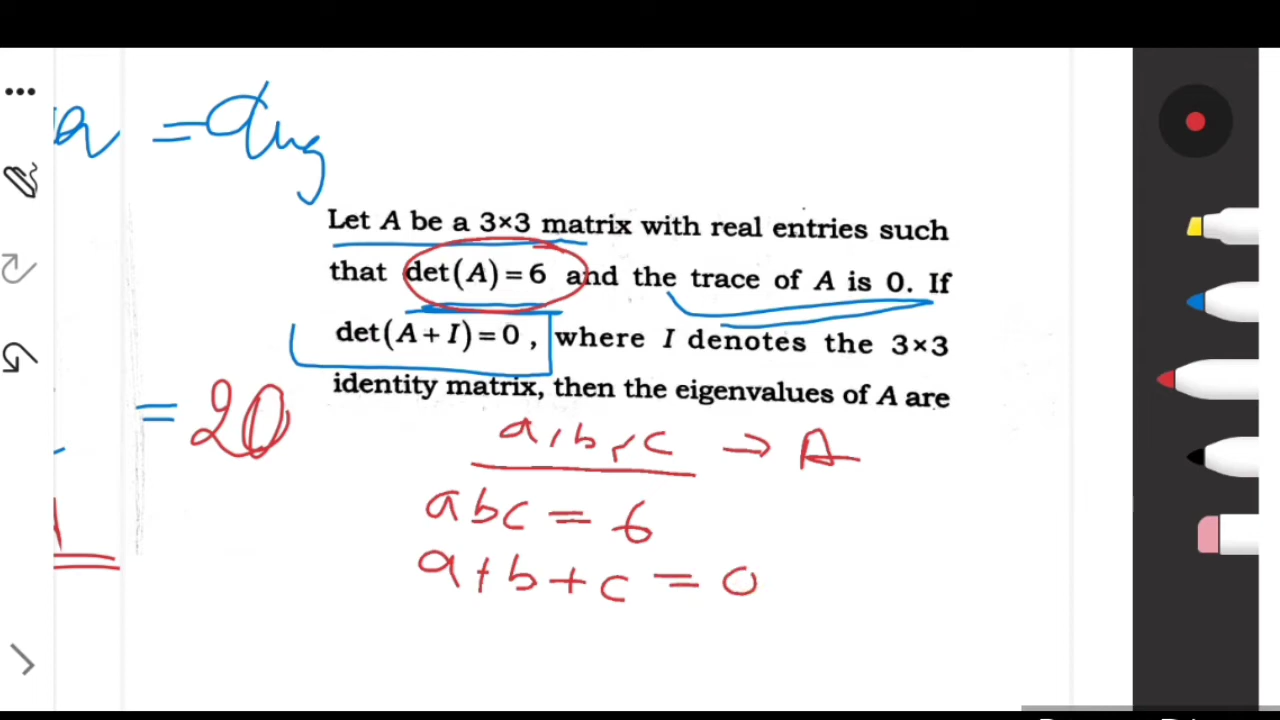 = diag
Let A be a 3×3 matrix with real entries such
that det(A) = 6 and the trace of A is 0. If
det(A + I) = 0 , where I denotes the 3×3
identity matrix, then the eigenvalues of A are
= 20
a, b, c → A
abc = 6
a + b + c = 0